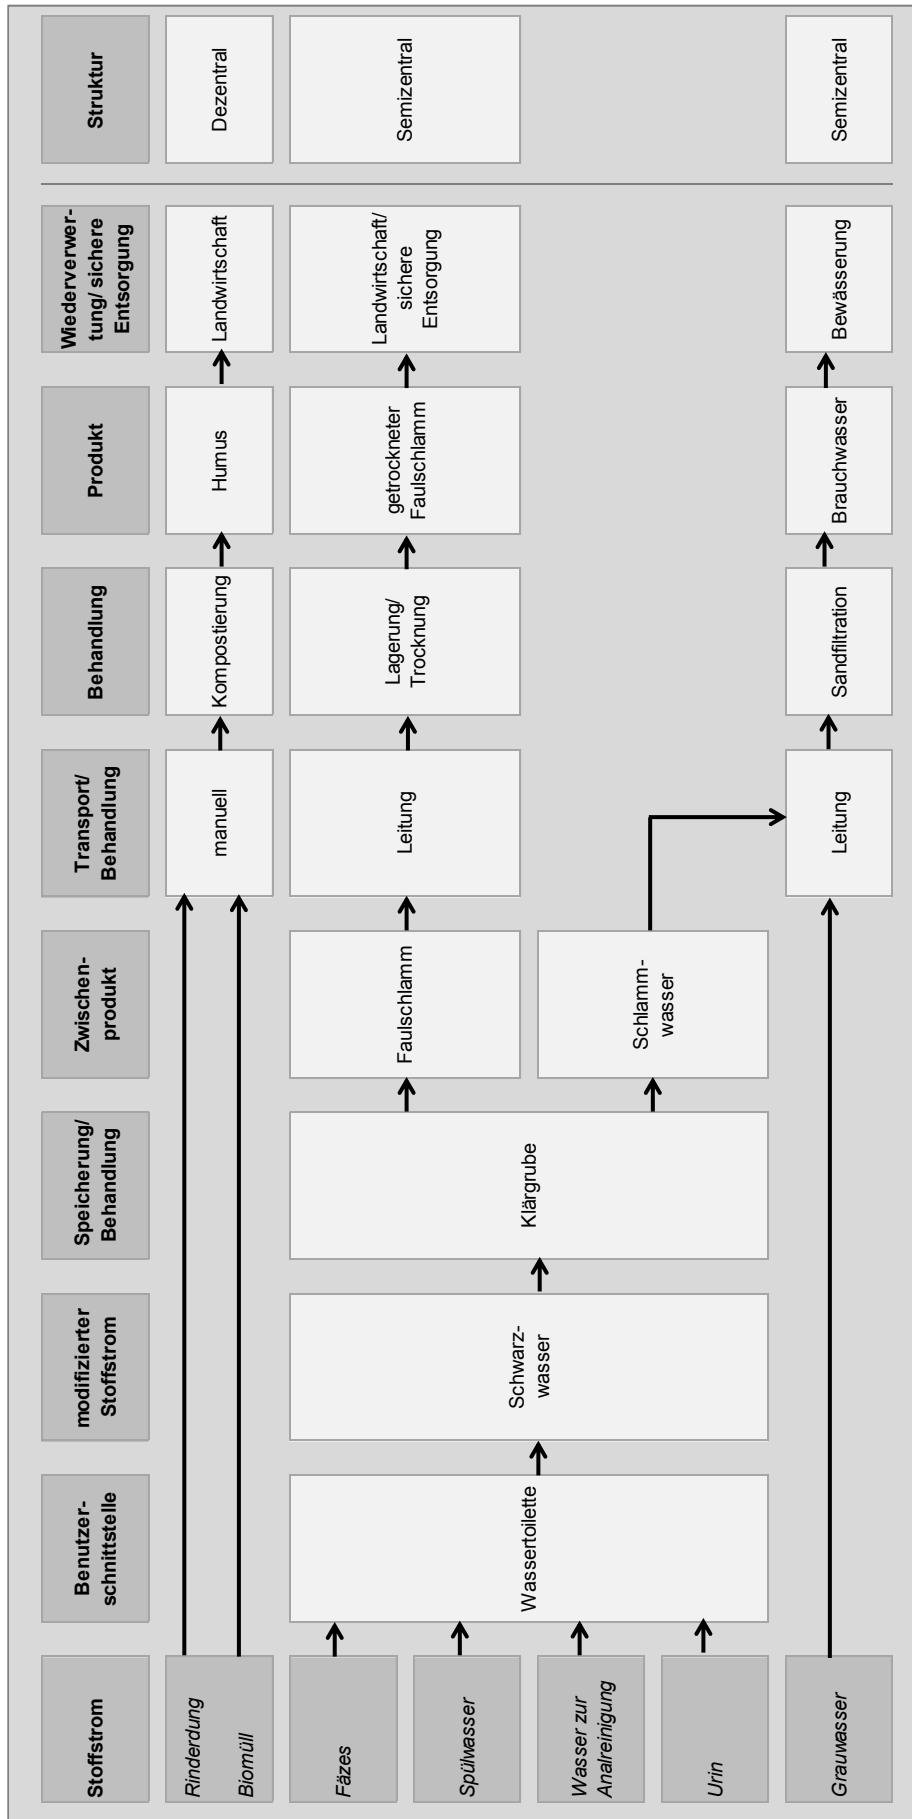 Stoffstrom
Benutzer-
schnittstelle
modifizierter
Stoffstrom
Speicherung/
Behandlung
Zwischen-
produkt
Transport/
Behandlung
Behandlung
Produkt
Wiederverwer-
tung/ sichere
Entsorgung
Struktur
Rinderdung
Biomüll
manuell
Kompostierung
Humus
Landwirtschaft
Dezentral
Fäzes
Spülwasser
Wasser zur
Analreinigung
Urin
Wassertoilette
Schwarz-
wasser
Klärgrube
Faulschlamm
Leitung
Lagerung/
Trocknung
getrockneter
Faulschlamm
Landwirtschaft/
sichere
Entsorgung
Semizentral
Schlamm-
wasser
Grauwasser
Leitung
Sandfiltration
Brauchwasser
Bewässerung
Semizentral